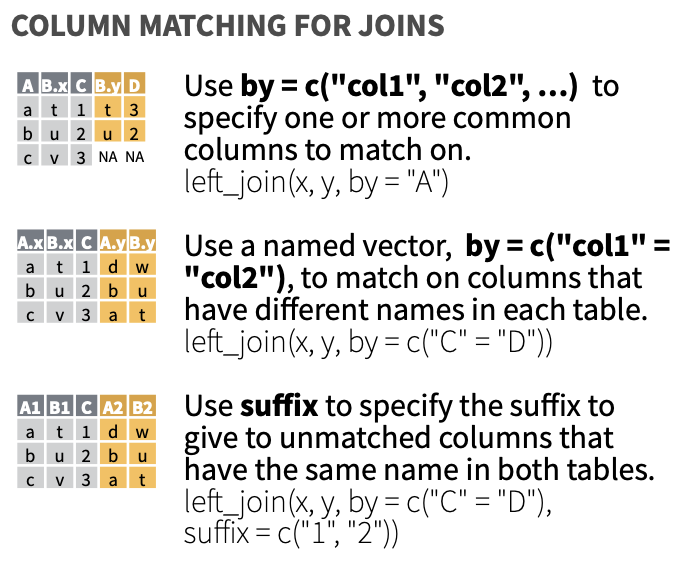 COLUMN MATCHING FOR JOINS
A B.x C B.y D
a t 1 t 3
b u 2 u 2
c v 3 NA NA
Use by = c("col1", "col2", …) to
specify one or more common
columns to match on.
left_join(x, y, by = "A")
A.x B.x C A.y B.y
a t 1 d w
b u 2 b u
c v 3 a t
Use a named vector, by = c("col1" =
"col2"), to match on columns that
have different names in each table.
left_join(x, y, by = c("C" = "D"))
A1 B1 C A2 B2
a t 1 d w
b u 2 b u
c v 3 a t
Use suffix to specify the suffix to
give to unmatched columns that
have the same name in both tables.
left_join(x, y, by = c("C" = "D"),
suffix = c("1", "2"))